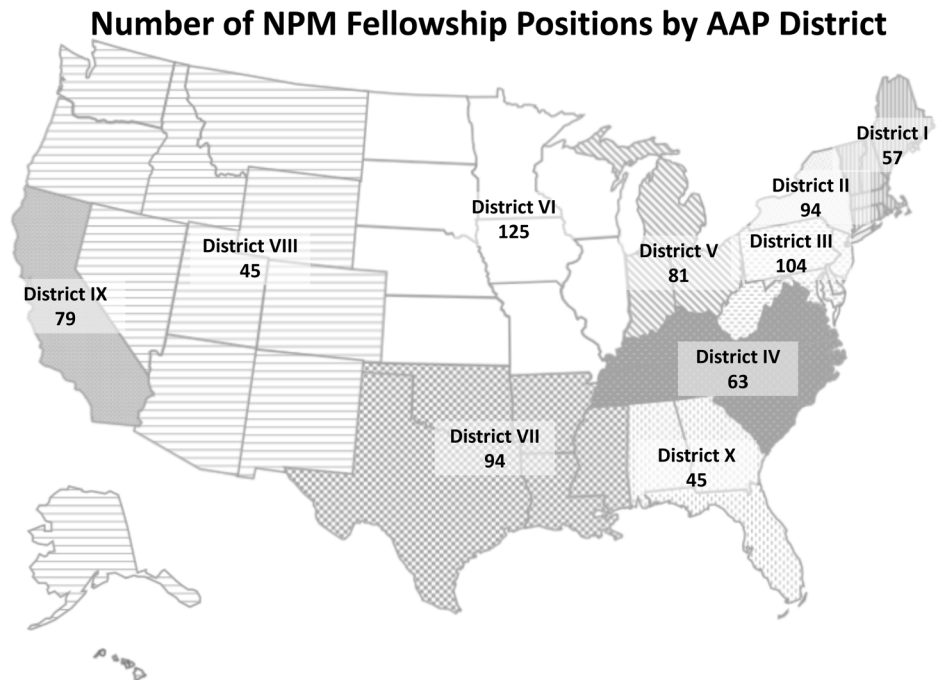 Number of NPM Fellowship Positions by AAP District
District I
57
District II
94
District III
104
District VI
125
District V
81
District VIII
45
District IX
79
District IV
63
District VII
94
District X
45